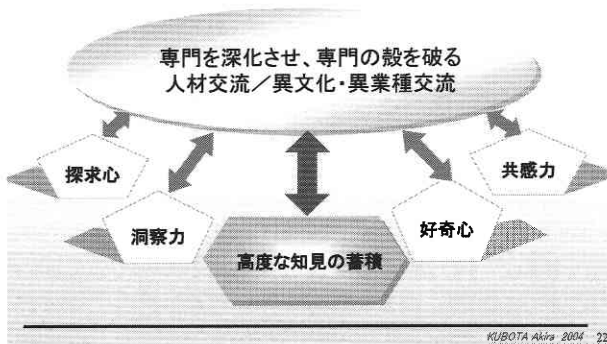 専門を深化させ、専門の殻を破る
人材交流／異文化・異業種交流
探求心
共感力
洞察力
好奇心
高度な知見の蓄積
KUBOTA Akira 2004 22